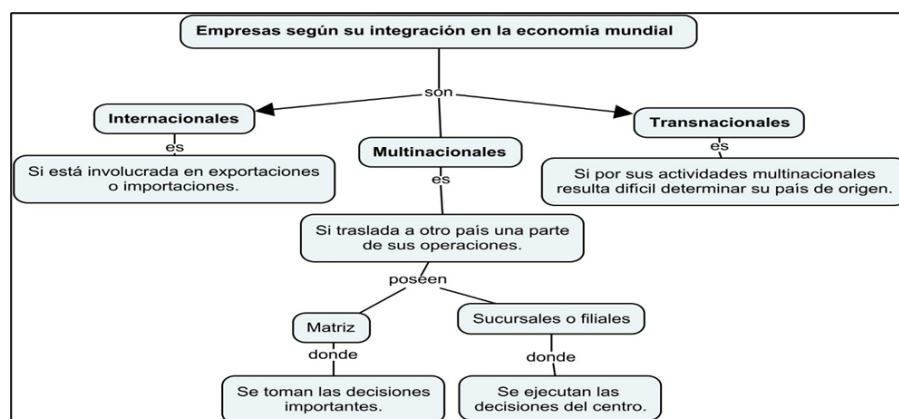 Empresas según su integración en la economía mundial
son
Internacionales
es
Si está involucrada en exportaciones
o importaciones.
Multinacionales
es
Si traslada a otro país una parte
de sus operaciones.
poseen
Matriz
donde
Se toman las decisiones
importantes.
Sucursales o filiales
donde
Se ejecutan las
decisiones del centro.
Transnacionales
es
Si por sus actividades multinacionales
resulta difícil determinar su país de origen.